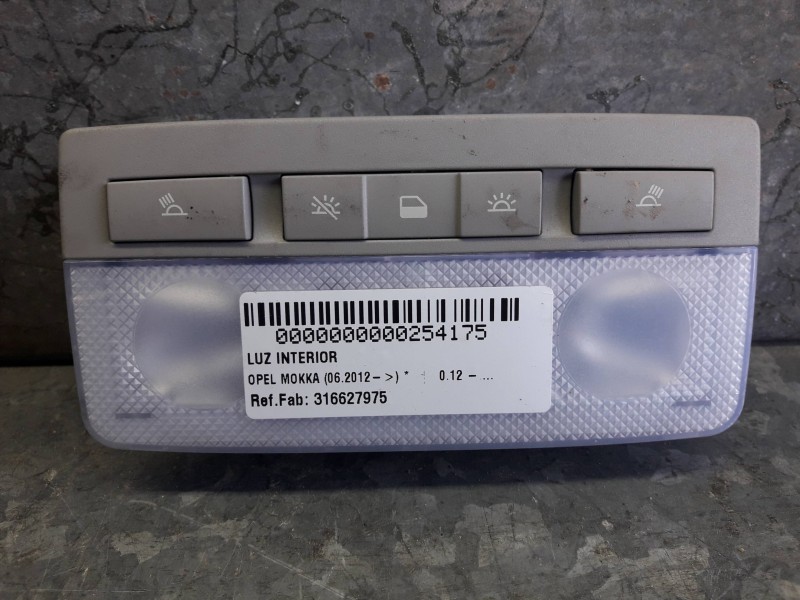 0000000000254175
LUZ INTERIOR
OPEL MOKKA (06.2012- >) * 0.12 - ...
Ref.Fab: 316627975